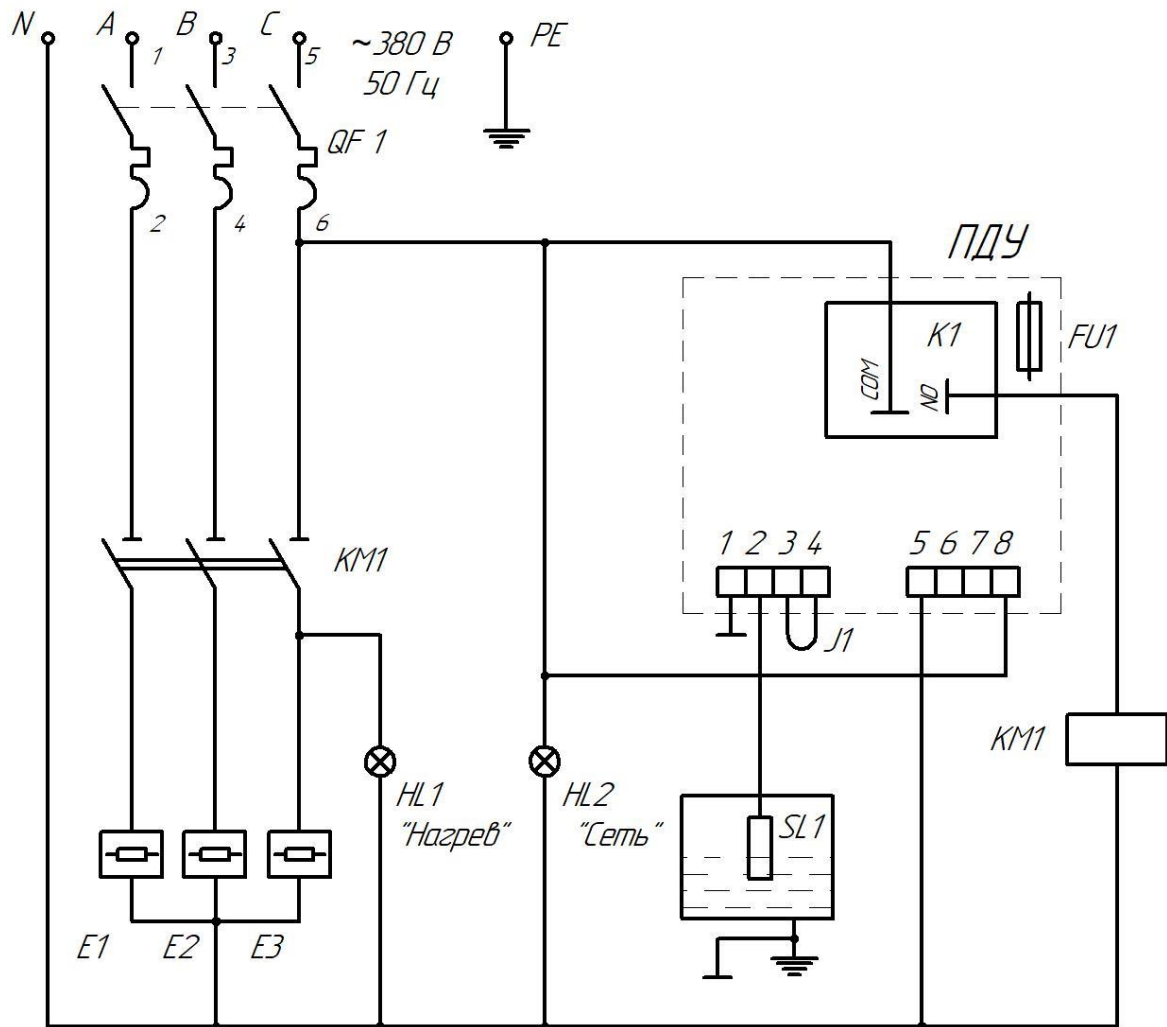 N A B C ~380 В PE
1 3 5
50 Гц
QF 1
2 4 6
ПДУ
K1
FU1
COM
NO
1 2 3 4 5 6 7 8
KM1
J1
KM1
HL1
"Нагрев"
HL2
"Сеть"
SL1
E1 E2 E3